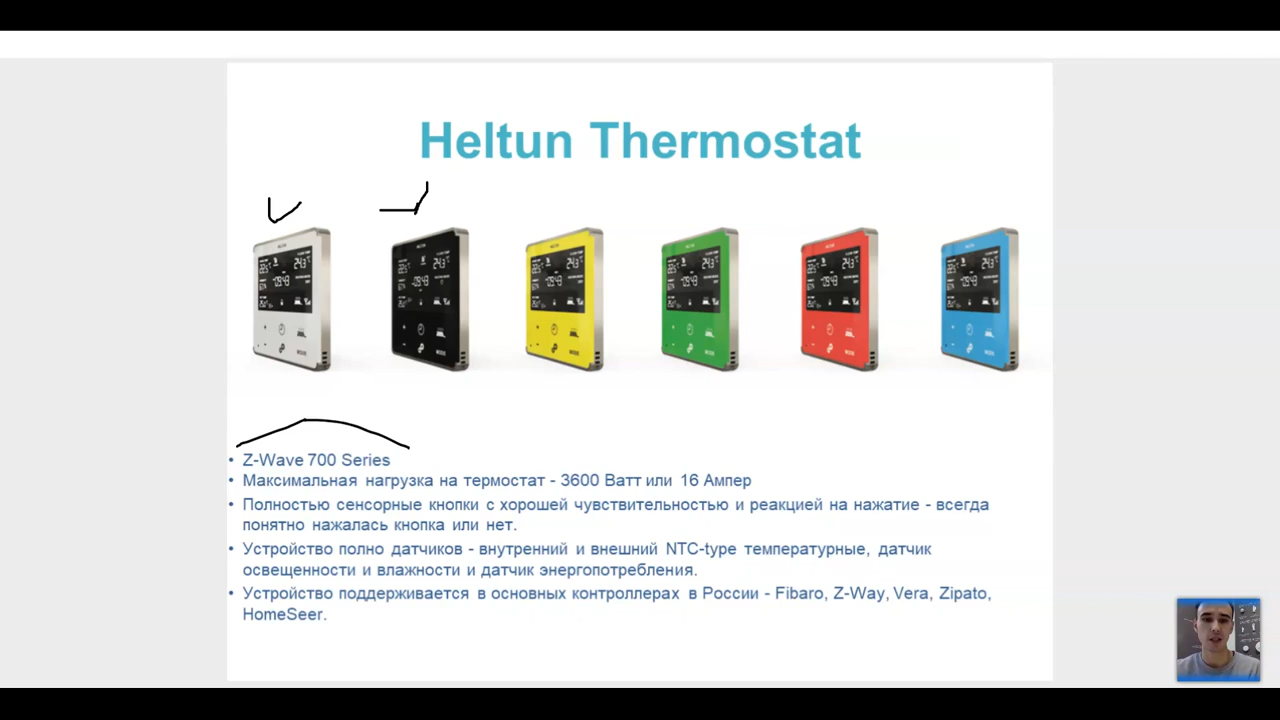 Heltun Thermostat
• Z-Wave 700 Series
• Максимальная нагрузка на термостат - 3600 Ватт или 16 Ампер
• Полностью сенсорные кнопки с хорошей чувствительностью и реакцией на нажатие - всегда
понятно нажалась кнопка или нет.
• Устройство полно датчиков - внутренний и внешний NTC-type температурные, датчик
освещенности и влажности и датчик энергопотребления.
• Устройство поддерживается в основных контроллерах в России - Fibaro, Z-Way, Vera, Zipato,
HomeSeer.